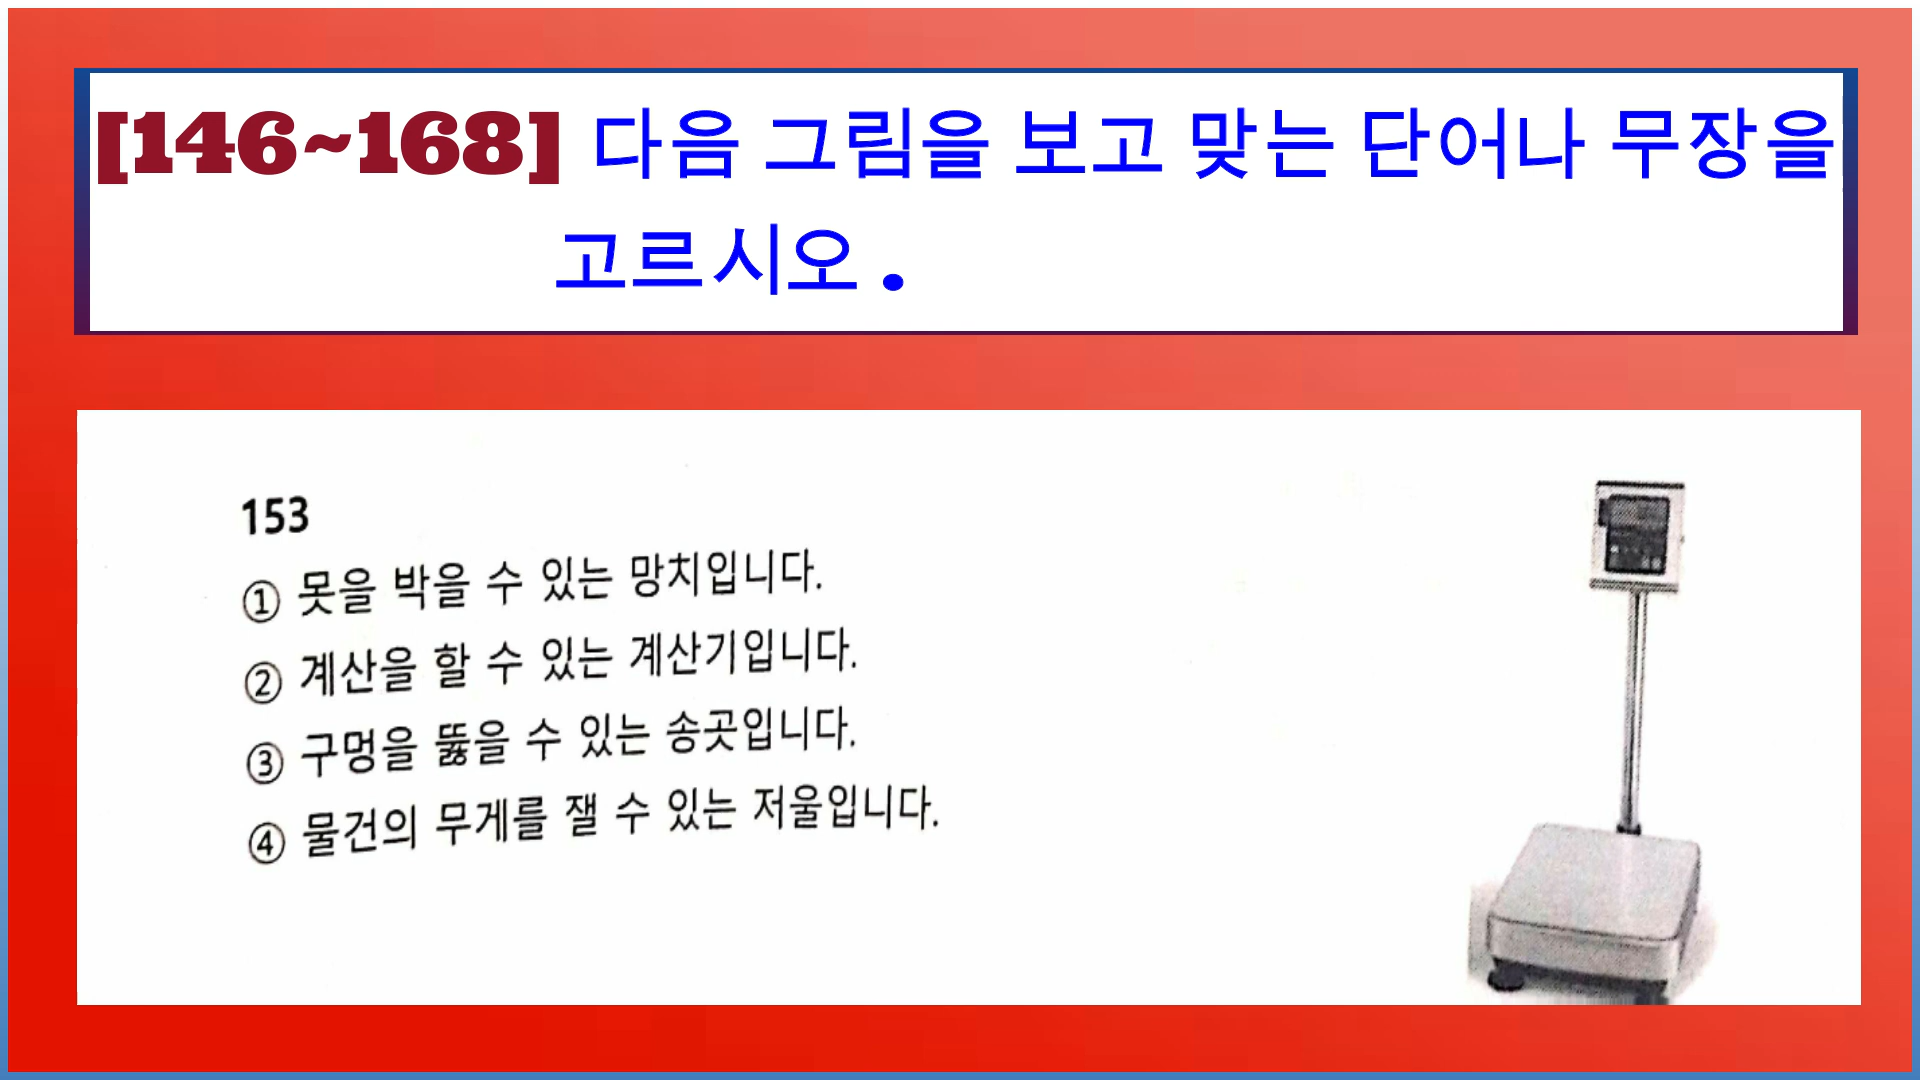 [146~168] 다음 그림을 보고 맞는 단어나 무장을
고르시오.
153
① 못을 박을 수 있는 망치입니다.
② 계산을 할 수 있는 계산기입니다.
③ 구멍을 뚫을 수 있는 송곳입니다.
④ 물건의 무게를 잴 수 있는 저울입니다.